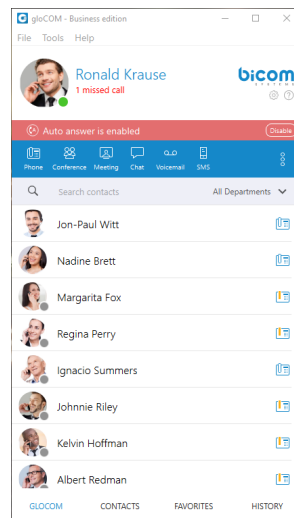 gloCOM - Business edition
File Tools Help
Ronald Krause
1 missed call
bicom
SYSTEMS
Auto answer is enabled
Disable
Phone Conference Meeting Chat Voicemail SMS
Search contacts All Departments
Jon-Paul Witt
Nadine Brett
Margarita Fox
Regina Perry
Ignacio Summers
Johnnie Riley
Kelvin Hoffman
Albert Redman
GLOCOM CONTACTS FAVORITES HISTORY